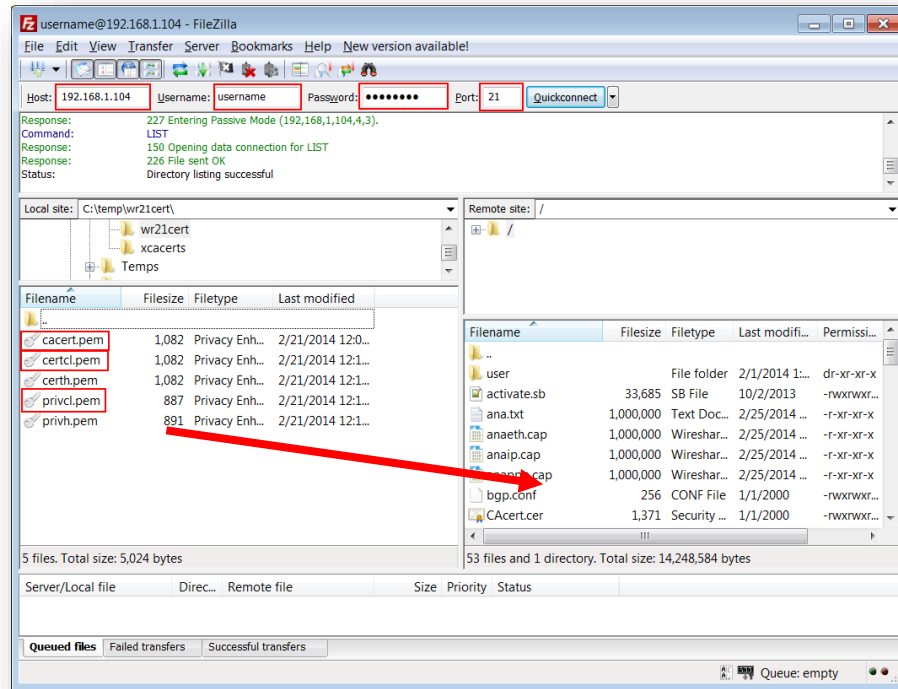 username@192.168.1.104 - FileZilla
File Edit View Transfer Server Bookmarks Help New version available!
Host: 192.168.1.104 Username: username Password: ●●●●●●●● Port: 21 Quickconnect
Response: 227 Entering Passive Mode (192,168,1,104,4,3).
Command: LIST
Response: 150 Opening data connection for LIST
Response: 226 File sent OK
Status: Directory listing successful
Local site: C:\temp\wr21cert\
wr21cert
xcacerts
Temps
Filename Filesize Filetype Last modified
..
cacert.pem 1,082 Privacy Enh... 2/21/2014 12:0...
certcl.pem 1,082 Privacy Enh... 2/21/2014 12:1...
certh.pem 1,082 Privacy Enh... 2/21/2014 12:1...
privcl.pem 887 Privacy Enh... 2/21/2014 12:1...
privh.pem 891 Privacy Enh... 2/21/2014 12:1...
5 files. Total size: 5,024 bytes
Remote site: /
/
Filename Filesize Filetype Last modifi... Permissi...
..
user File folder 2/1/2014 1:... dr-xr-xr-x
activate.sb 33,685 SB File 10/2/2013 -rwxrwxr...
ana.txt 1,000,000 Text Doc... 2/25/2014 ... -r-xr-xr-x
anaeth.cap 1,000,000 Wireshar... 2/25/2014 ... -r-xr-xr-x
anaip.cap 1,000,000 Wireshar... 2/25/2014 ... -r-xr-xr-x
1,000,000 Wireshar... 2/25/2014 ... -r-xr-xr-x
bgp.conf 256 CONF File 1/1/2000 -rwxrwxr...
CAcert.cer 1,371 Security ... 1/1/2000 -rwxrwxr...
53 files and 1 directory. Total size: 14,248,584 bytes
Server/Local file Direc... Remote file Size Priority Status
Queued files Failed transfers Successful transfers
Queue: empty